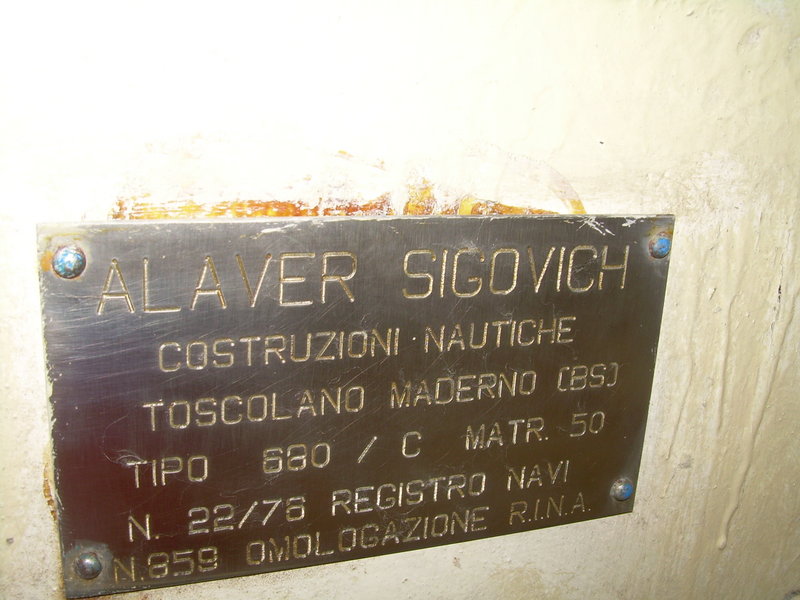 ALAVER SIGOVICH
COSTRUZIONI · NAUTICHE
TOSCOLANO MADERNO (BS)
TIPO 680 / C MATR. 50
N. 22/76 REGISTRO NAVI
N.859 OMOLOGAZIONE R.I.N.A.